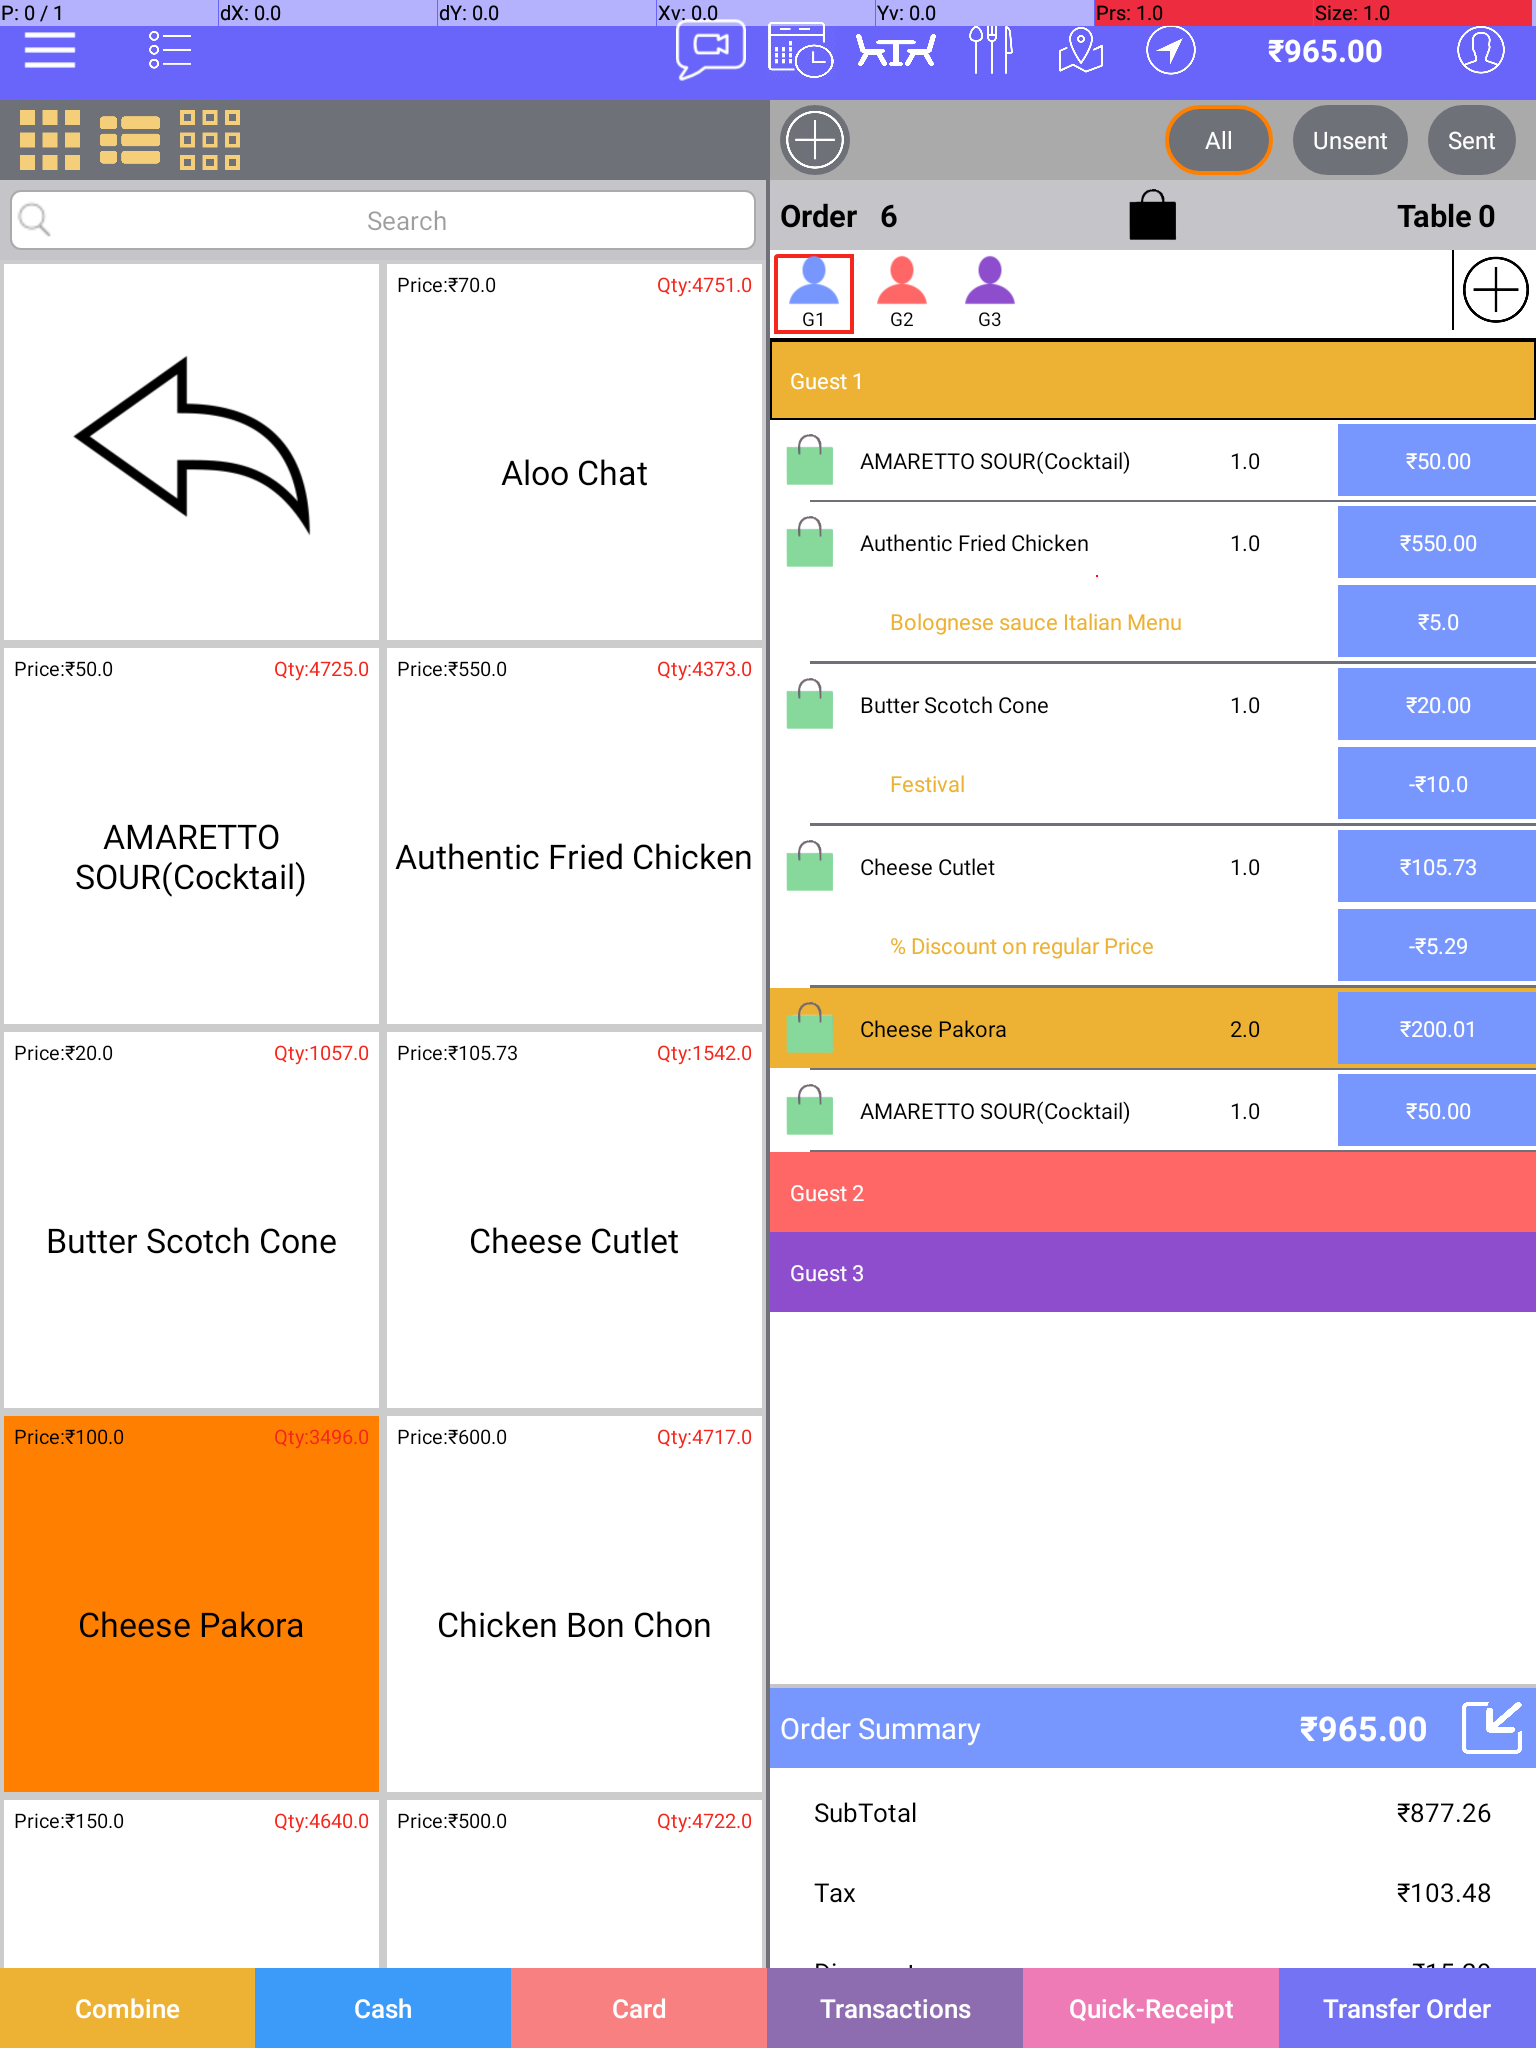 P: 0 / 1 dX: 0.0 dY: 0.0 Xv: 0.0 Yv: 0.0 Prs: 1.0 Size: 1.0
₹965.00
All Unsent Sent
Search
Order 6 Table 0
G1 G2 G3
Price:₹70.0 Qty:4751.0
Aloo Chat
Price:₹50.0 Qty:4725.0
AMARETTO
SOUR(Cocktail)
Price:₹550.0 Qty:4373.0
Authentic Fried Chicken
Price:₹20.0 Qty:1057.0
Butter Scotch Cone
Price:₹105.73 Qty:1542.0
Cheese Cutlet
Price:₹100.0 Qty:3496.0
Cheese Pakora
Price:₹600.0 Qty:4717.0
Chicken Bon Chon
Price:₹150.0 Qty:4640.0
Price:₹500.0 Qty:4722.0
Guest 1
AMARETTO SOUR(Cocktail) 1.0 ₹50.00
Authentic Fried Chicken 1.0 ₹550.00
Bolognese sauce Italian Menu ₹5.0
Butter Scotch Cone 1.0 ₹20.00
Festival -₹10.0
Cheese Cutlet 1.0 ₹105.73
% Discount on regular Price -₹5.29
Cheese Pakora 2.0 ₹200.01
AMARETTO SOUR(Cocktail) 1.0 ₹50.00
Guest 2
Guest 3
Order Summary ₹965.00
SubTotal ₹877.26
Tax ₹103.48
Combine Cash Card Transactions Quick-Receipt Transfer Order